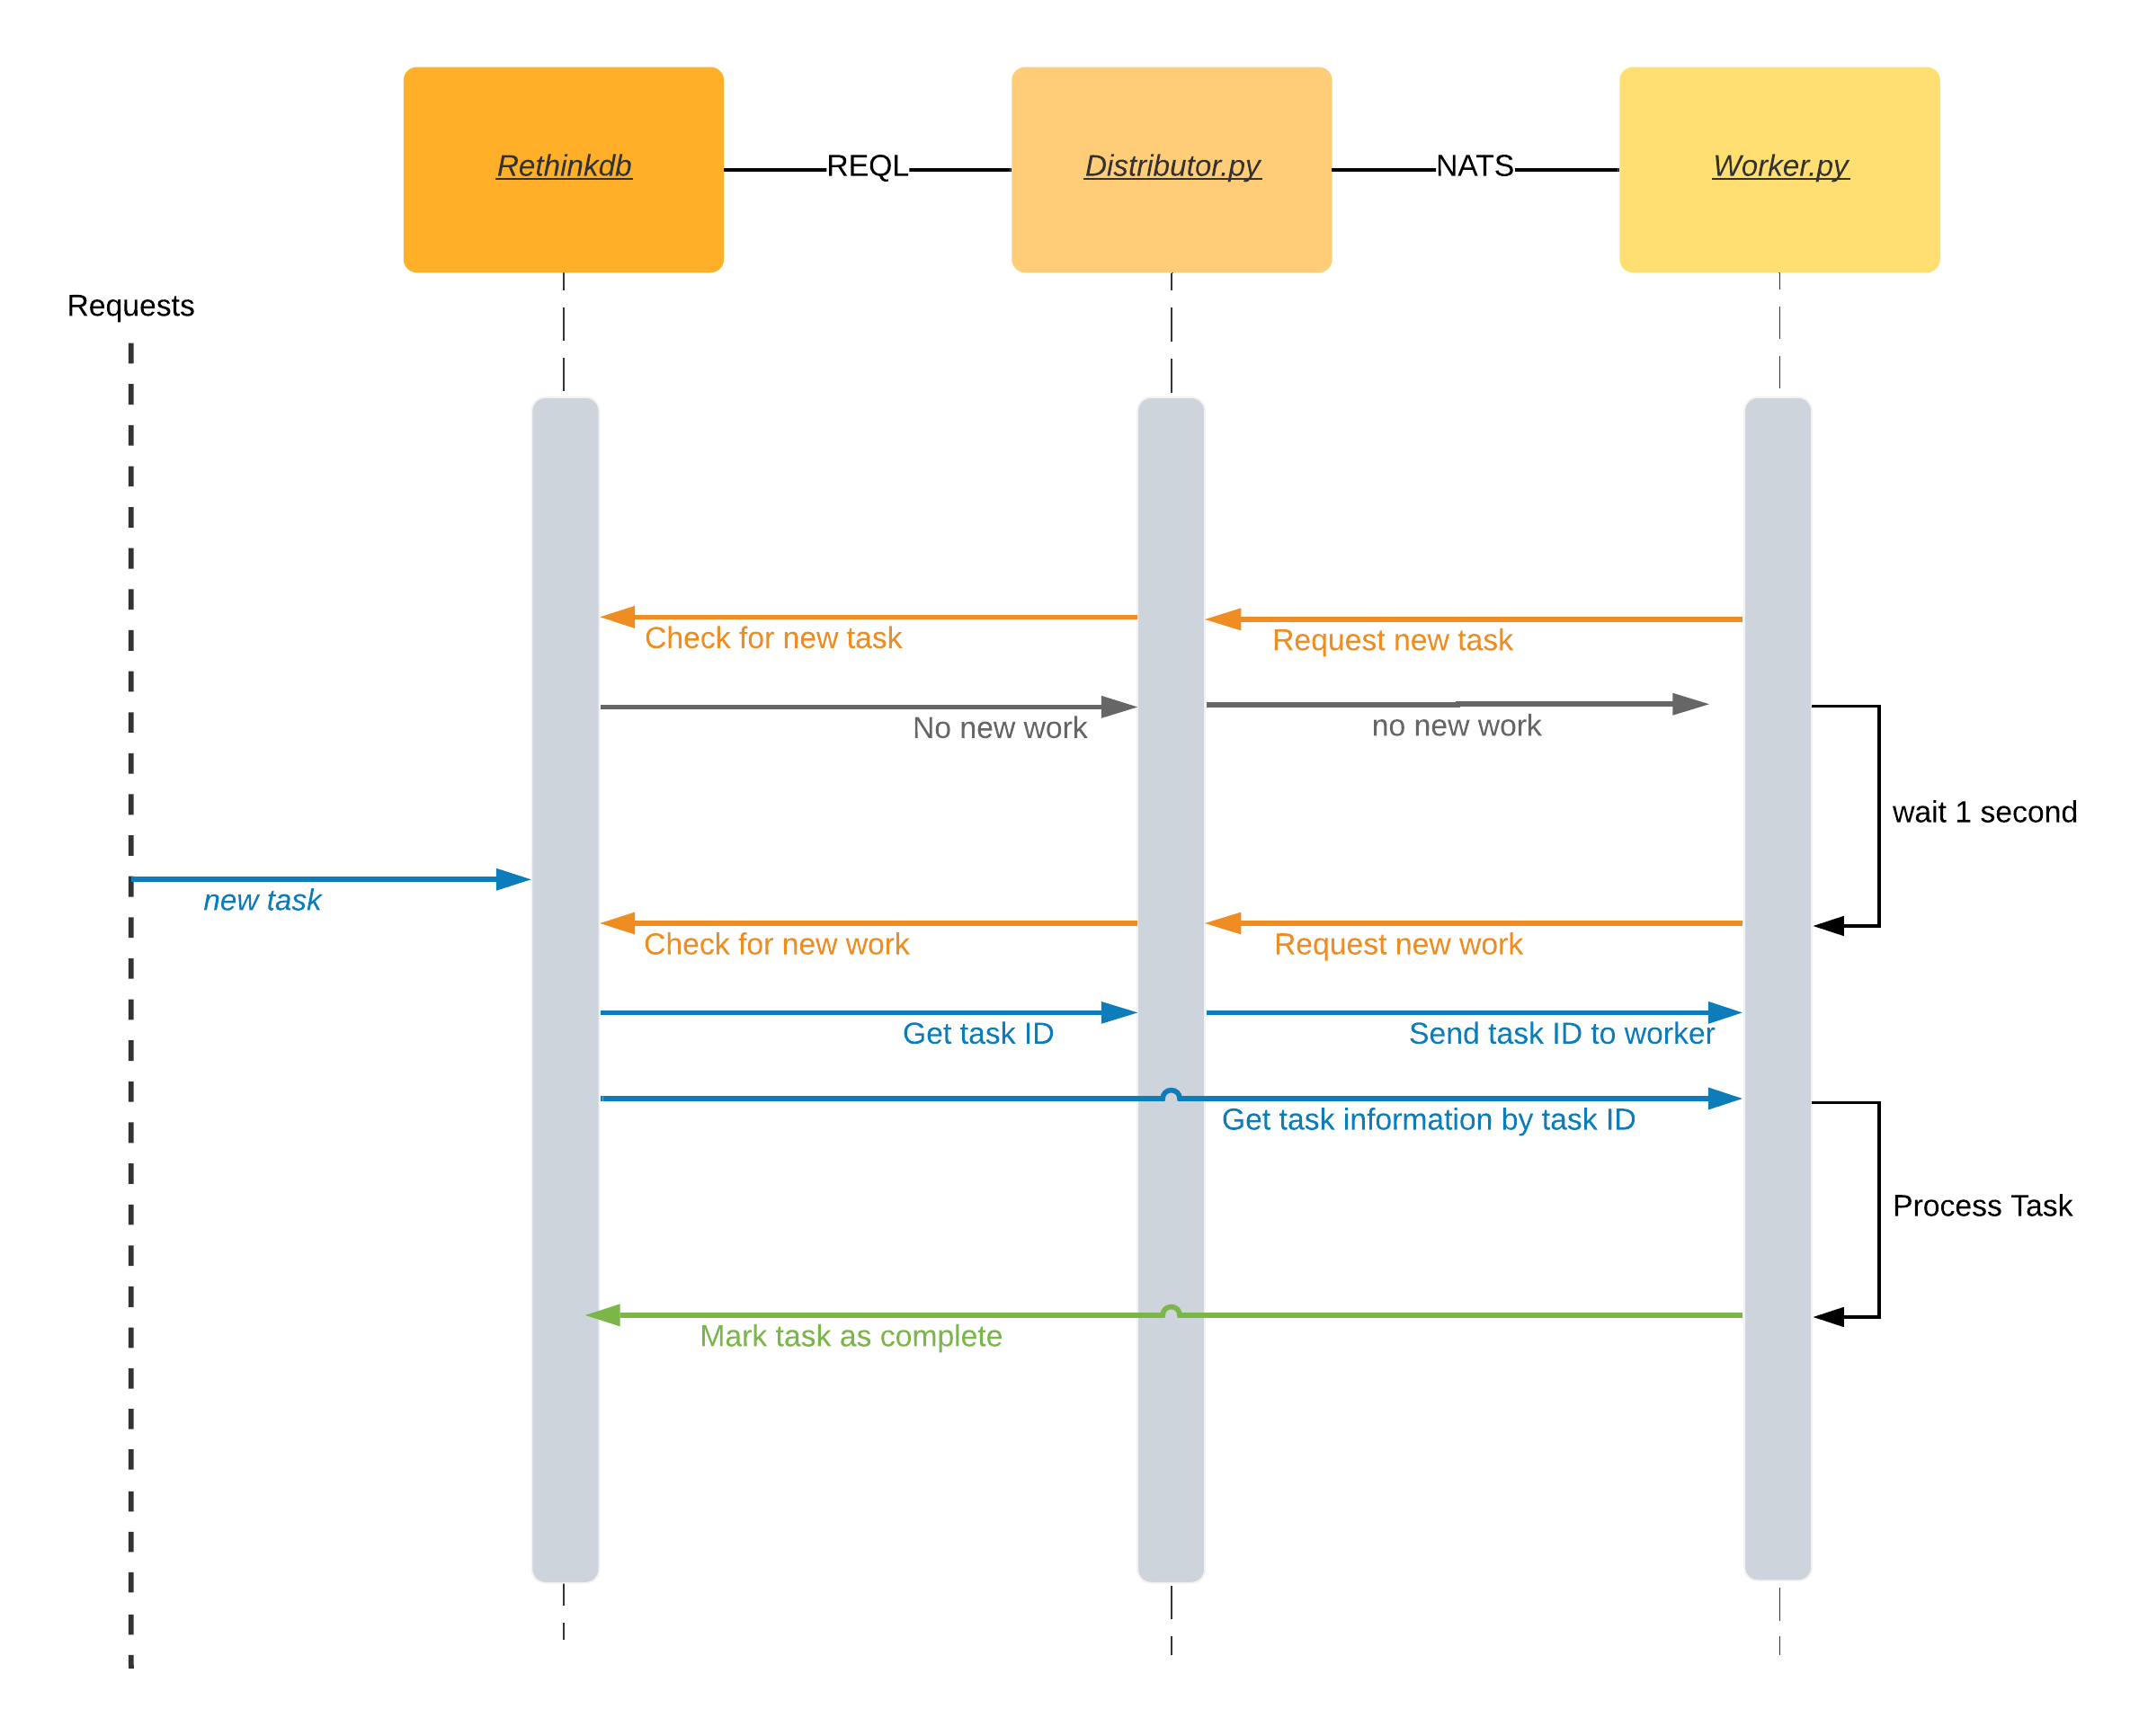 Rethinkdb
REQL
Distributor.py
NATS
Worker.py
Requests
Check for new task
Request new task
No new work
no new work
wait 1 second
new task
Check for new work
Request new work
Get task ID
Send task ID to worker
Get task information by task ID
Process Task
Mark task as complete